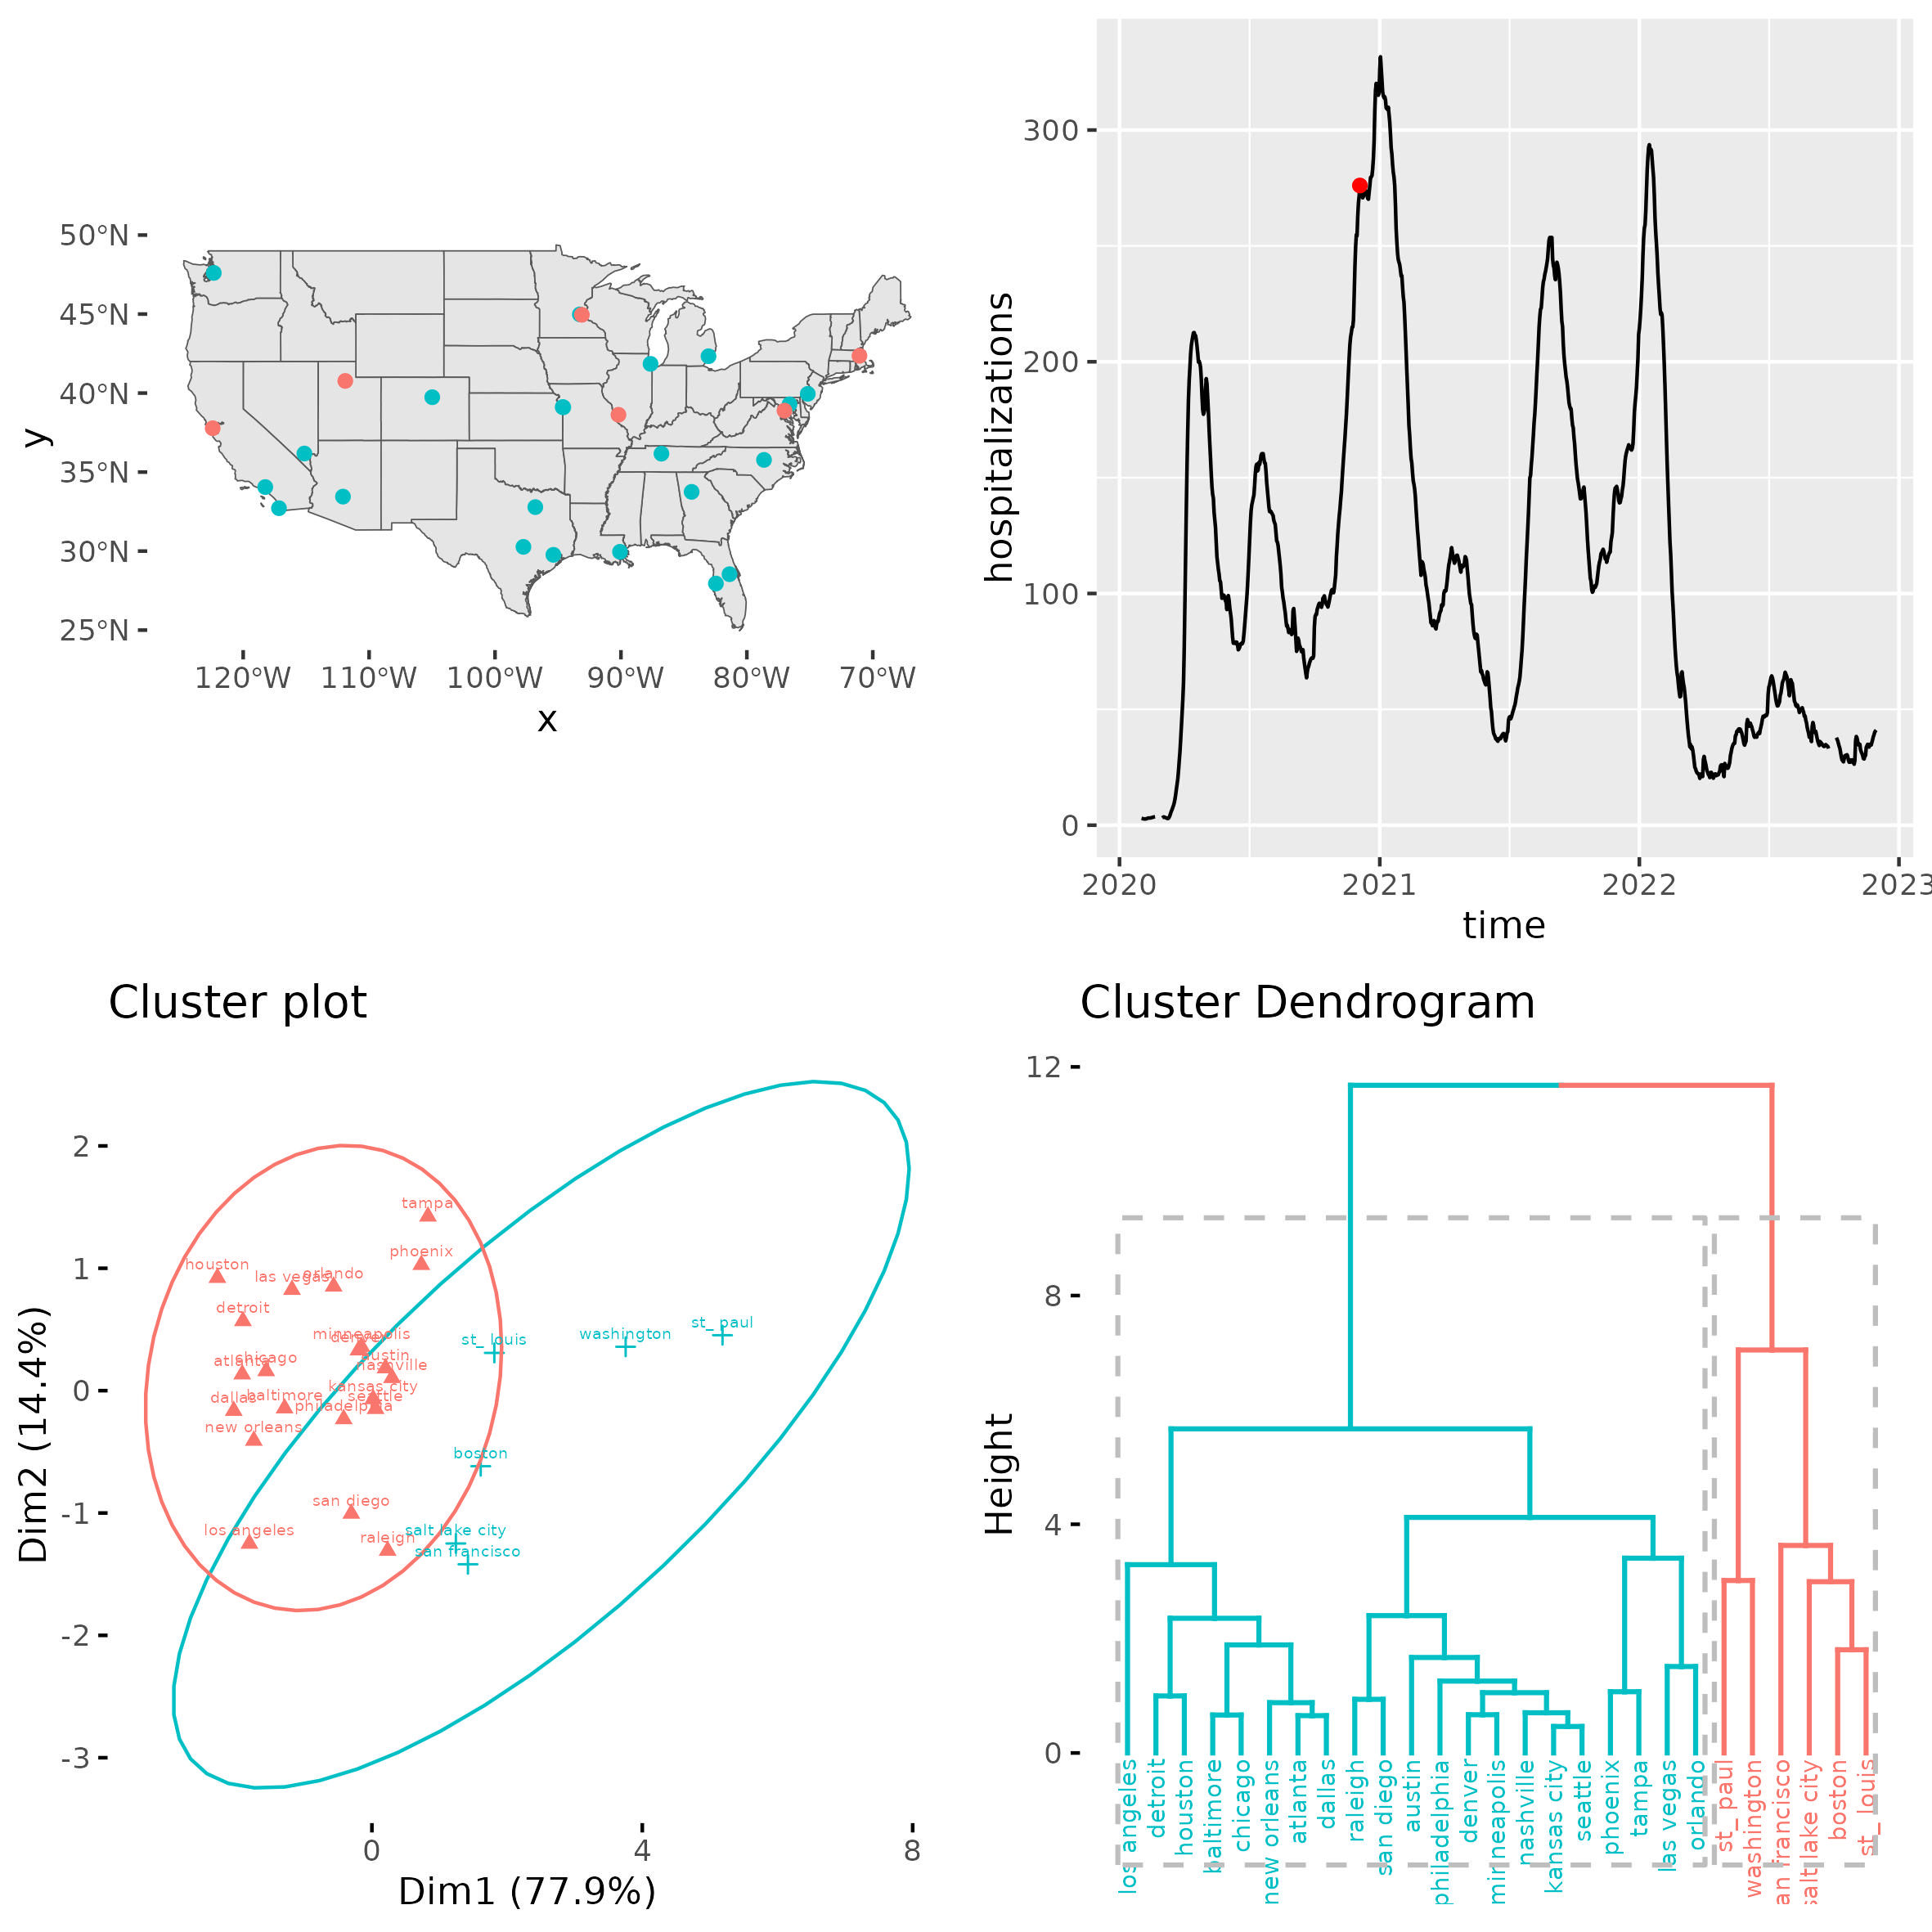 50°N
45°N
40°N
35°N
30°N
25°N
y
120°W 110°W 100°W 90°W 80°W 70°W
x
300
200
100
0
hospitalizations
2020 2021 2022 2023
time
Cluster plot
2
1
0
-1
-2
-3
Dim2 (14.4%)
tampa
phoenix
houston
las vegas
orlando
detroit
minneapolis
denver
st_louis
washington
st_paul
austin
nashville
atlanta
chicago
kansas city
seattle
dallas
baltimore
philadelphia
new orleans
boston
san diego
los angeles
raleigh
salt lake city
san francisco
0 4 8
Dim1 (77.9%)
Cluster Dendrogram
12
8
4
0
Height
los angeles
detroit
houston
baltimore
chicago
new orleans
atlanta
dallas
raleigh
san diego
austin
philadelphia
denver
minneapolis
nashville
kansas city
seattle
phoenix
tampa
las vegas
orlando
st_paul
washington
an francisco
salt lake city
boston
st_louis